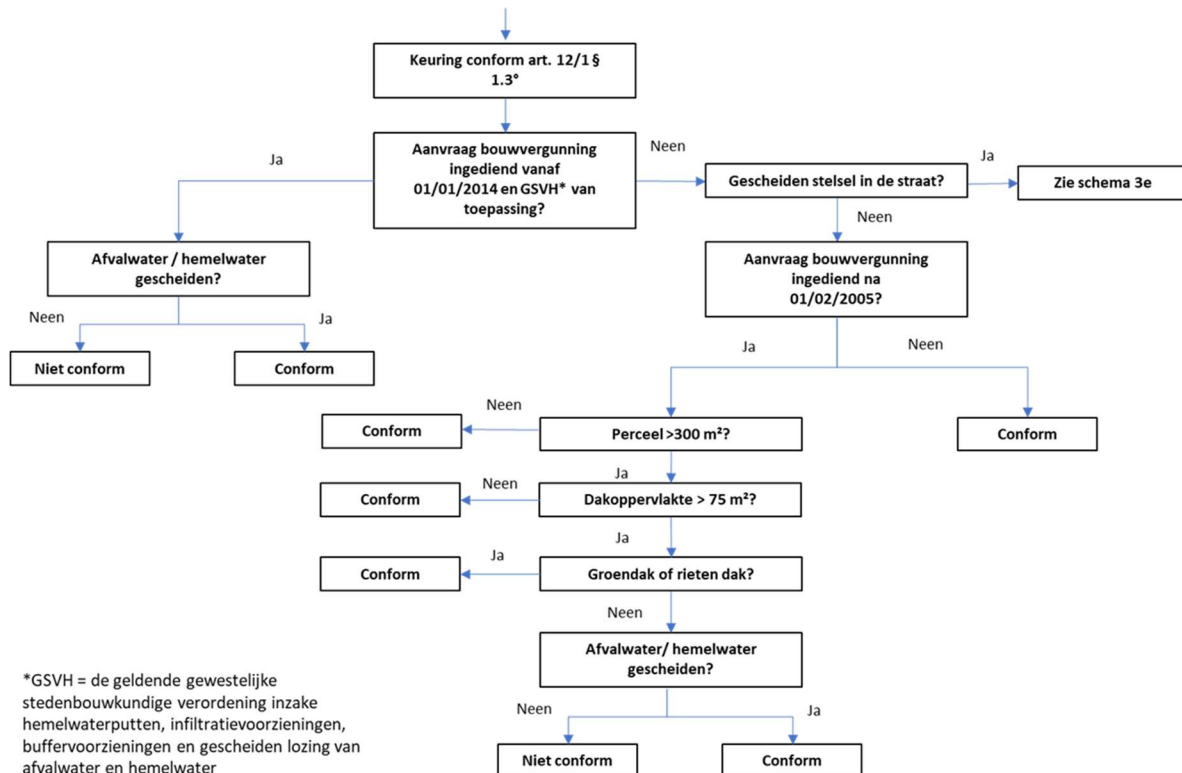 Keuring conform art. 12/1 §
1.3°
Ja
Aanvraag bouwvergunning
ingediend vanaf
01/01/2014 en GSVH* van
toepassing?
Neen
Gescheiden stelsel in de straat?
Ja
Zie schema 3e
Neen
Afvalwater / hemelwater
gescheiden?
Aanvraag bouwvergunning
ingediend na
01/02/2005?
Neen
Ja
Niet conform
Conform
Ja
Neen
Conform
Neen
Perceel >300 m²?
Conform
Ja
Conform
Neen
Dakoppervlakte > 75 m²?
Ja
Conform
Ja
Groendak of rieten dak?
Neen
Afvalwater/ hemelwater
gescheiden?
Neen
Ja
Niet conform
Conform
*GSVH = de geldende gewestelijke
stedenbouwkundige verordening inzake
hemelwaterputten, infiltratievoorzieningen,
buffervoorzieningen en gescheiden lozing van
afvalwater en hemelwater